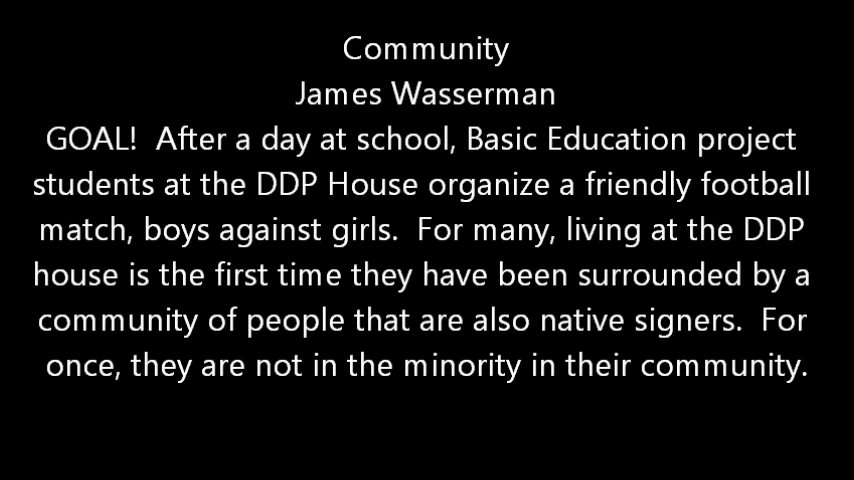 Community
James Wasserman
GOAL!  After a day at school, Basic Education project
students at the DDP House organize a friendly football
match, boys against girls.  For many, living at the DDP
house is the first time they have been surrounded by a
community of people that are also native signers.  For
once, they are not in the minority in their community.